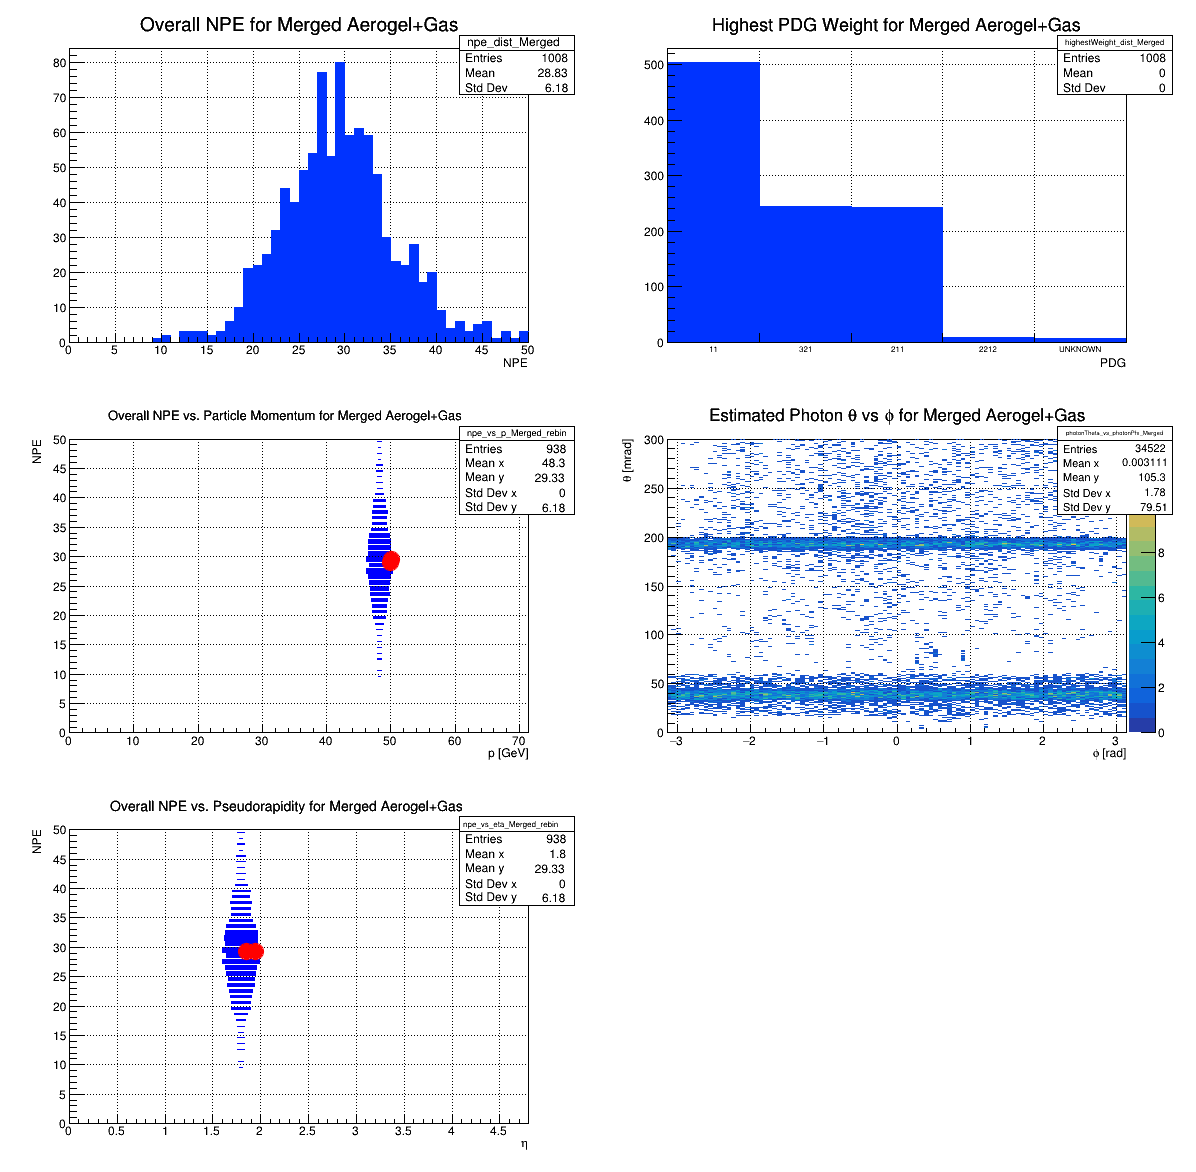 Overall NPE for Merged Aerogel+Gas
npe_dist_Merged
Entries 1008
Mean 28.83
Std Dev 6.18
80
70
60
50
40
30
20
10
0
0 5 10 15 20 25 30 35 40 45 50
NPE
Highest PDG Weight for Merged Aerogel+Gas
highestWeight_dist_Merged
Entries 1008
Mean 0
Std Dev 0
500
400
300
200
100
0
11 321 211 2212 UNKNOWN
PDG
Overall NPE vs. Particle Momentum for Merged Aerogel+Gas
npe_vs_p_Merged_rebin
Entries 938
Mean x 48.3
Mean y 29.33
Std Dev x 0
Std Dev y 6.18
NPE
50
45
40
35
30
25
20
15
10
5
0
0 10 20 30 40 50 60 70
p [GeV]
Estimated Photon θ vs ϕ for Merged Aerogel+Gas
photonTheta_vs_photonPhi_Merged
Entries 34522
Mean x 0.003111
Mean y 105.3
Std Dev x 1.78
Std Dev y 79.51
θ [mrad]
300
250
200
150
100
50
0
−3 −2 −1 0 1 2 3
ϕ [rad]
8
6
4
2
0
Overall NPE vs. Pseudorapidity for Merged Aerogel+Gas
npe_vs_eta_Merged_rebin
Entries 938
Mean x 1.8
Mean y 29.33
Std Dev x 0
Std Dev y 6.18
NPE
50
45
40
35
30
25
20
15
10
5
0
0 0.5 1 1.5 2 2.5 3 3.5 4 4.5
η